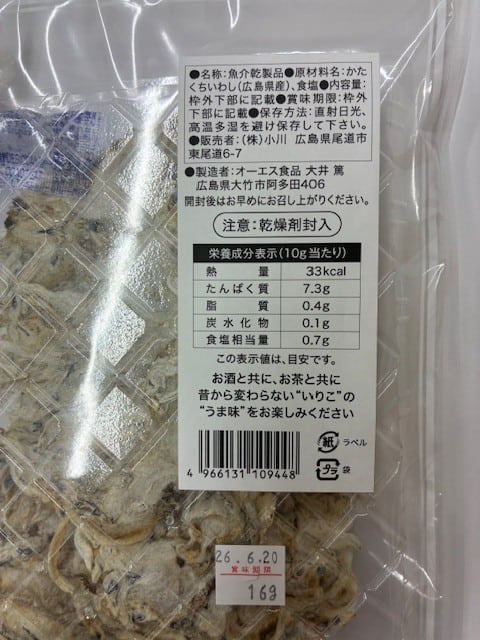 ●名称:魚介乾製品●原材料名:かた
くちいわし(広島県産)、食塩●内容量:
枠外下部に記載●賞味期限:枠外
下部に記載●保存方法:直射日光、
高温多湿を避け保存して下さい。
●販売者:(株)小川 広島県尾道市
東尾道6-7
●製造者:オーエス食品 大井 篤
広島県大竹市阿多田406
開封後はお早めにお召し上がりください。
注意:乾燥剤封入
栄養成分表示(10g当たり)
熱量 33kcal
たんぱく質 7.3g
脂質 0.4g
炭水化物 0.1g
食塩相当量 0.7g
この表示値は、目安です。
お酒と共に、お茶と共に
昔から変わらない“いりこ”の
“うま味”をお楽しみください
紙 ラベル
プラ 袋
4 966131 109448
26.6.20
賞味期限
16g